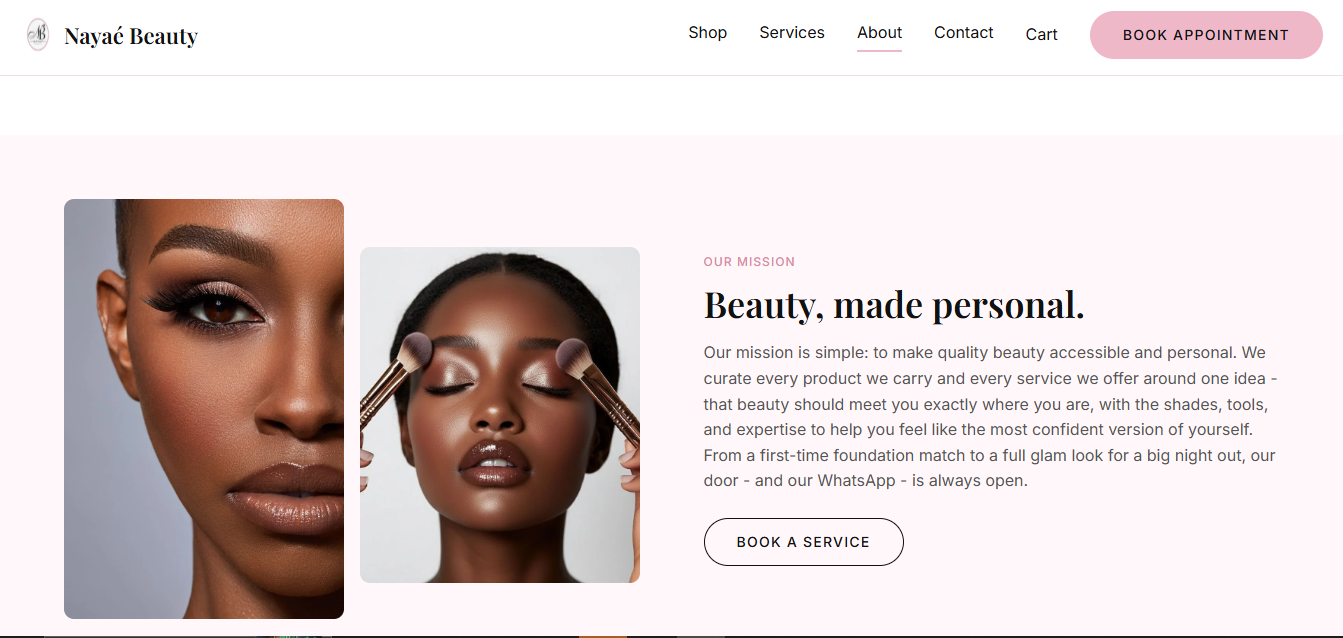 Nayaé Beauty
Shop
Services
About
Contact
Cart
BOOK APPOINTMENT
OUR MISSION
Beauty, made personal.
Our mission is simple: to make quality beauty accessible and personal. We
curate every product we carry and every service we offer around one idea -
that beauty should meet you exactly where you are, with the shades, tools,
and expertise to help you feel like the most confident version of yourself.
From a first-time foundation match to a full glam look for a big night out, our
door - and our WhatsApp - is always open.
BOOK A SERVICE